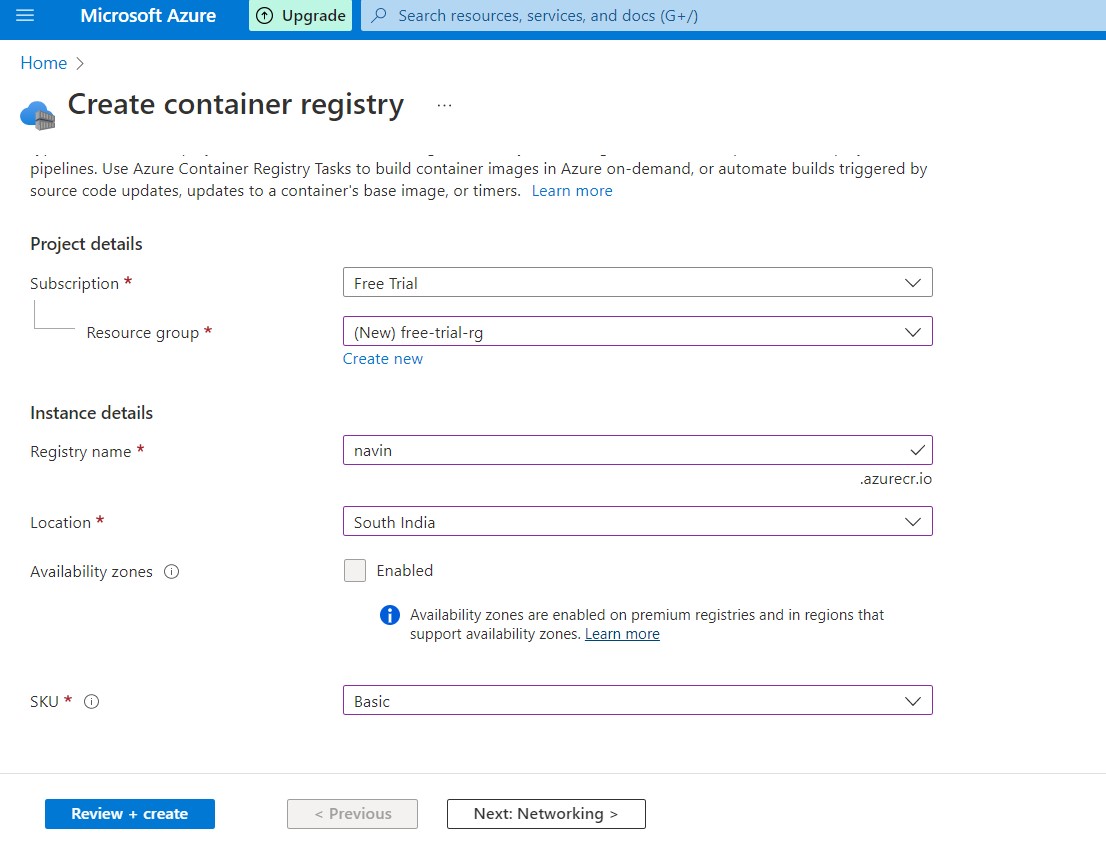 Microsoft Azure
Upgrade
Search resources, services, and docs (G+/)
Home
Create container registry
...
pipelines. Use Azure Container Registry Tasks to build container images in Azure on-demand, or automate builds triggered by
source code updates, updates to a container's base image, or timers. Learn more
Project details
Subscription *
Free Trial
Resource group *
(New) free-trial-rg
Create new
Instance details
Registry name *
navin
.azurecr.io
Location *
South India
Availability zones
Enabled
Availability zones are enabled on premium registries and in regions that
support availability zones. Learn more
SKU *
Basic
Review + create
< Previous
Next: Networking >